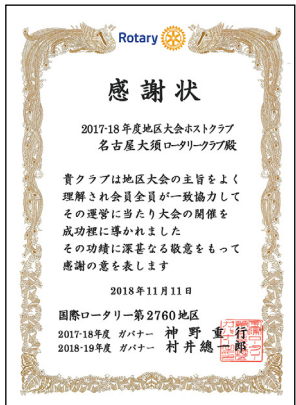 Rotary
感謝状
2017-18年度地区大会ホストクラブ
名古屋大須ロータリークラブ殿
貴クラブは地区大会の主旨をよく
理解され会員全員が一致協力して
その運営に当たり大会の開催を
成功裡に導かれました
その功績に深甚なる敬意をもって
感謝の意を表します
2018年11月11日
国際ロータリー第2760地区
2017-18年度 ガバナー 神野重行
2018-19年度 ガバナー 村井總一郎